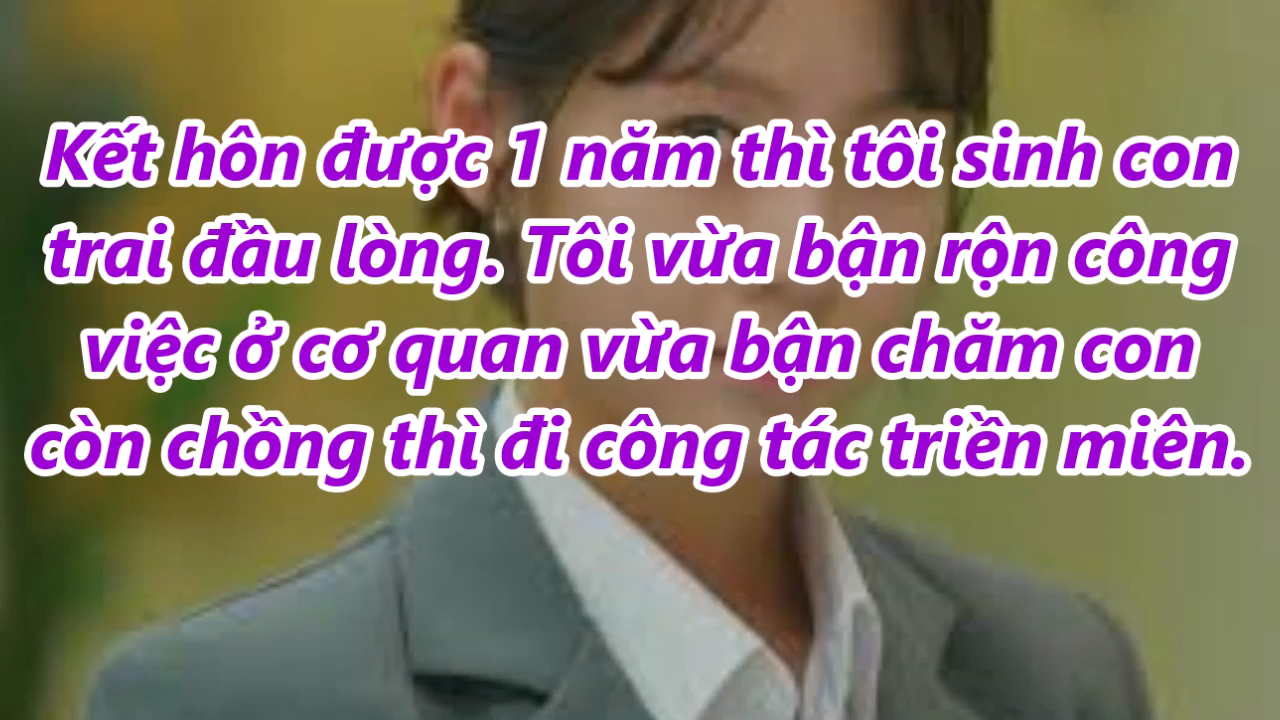 Kết hôn được 1 năm thì tôi sinh con
trai đầu lòng. Tôi vừa bận rộn công
việc ở cơ quan vừa bận chăm con
còn chồng thì đi công tác triền miên.